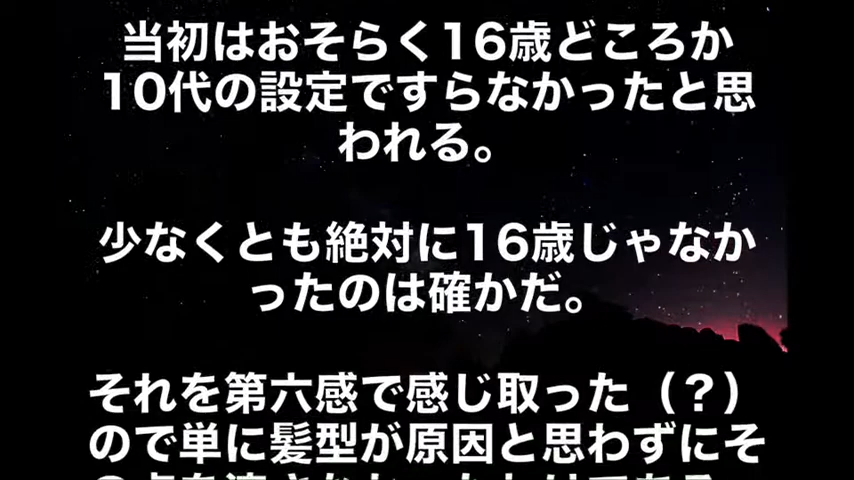 当初はおそらく16歳どころか
10代の設定ですらなかったと思
われる。
少なくとも絶対に16歳じゃなか
ったのは確かだ。
それを第六感で感じ取った（？）
ので単に髪型が原因と思わずにそ